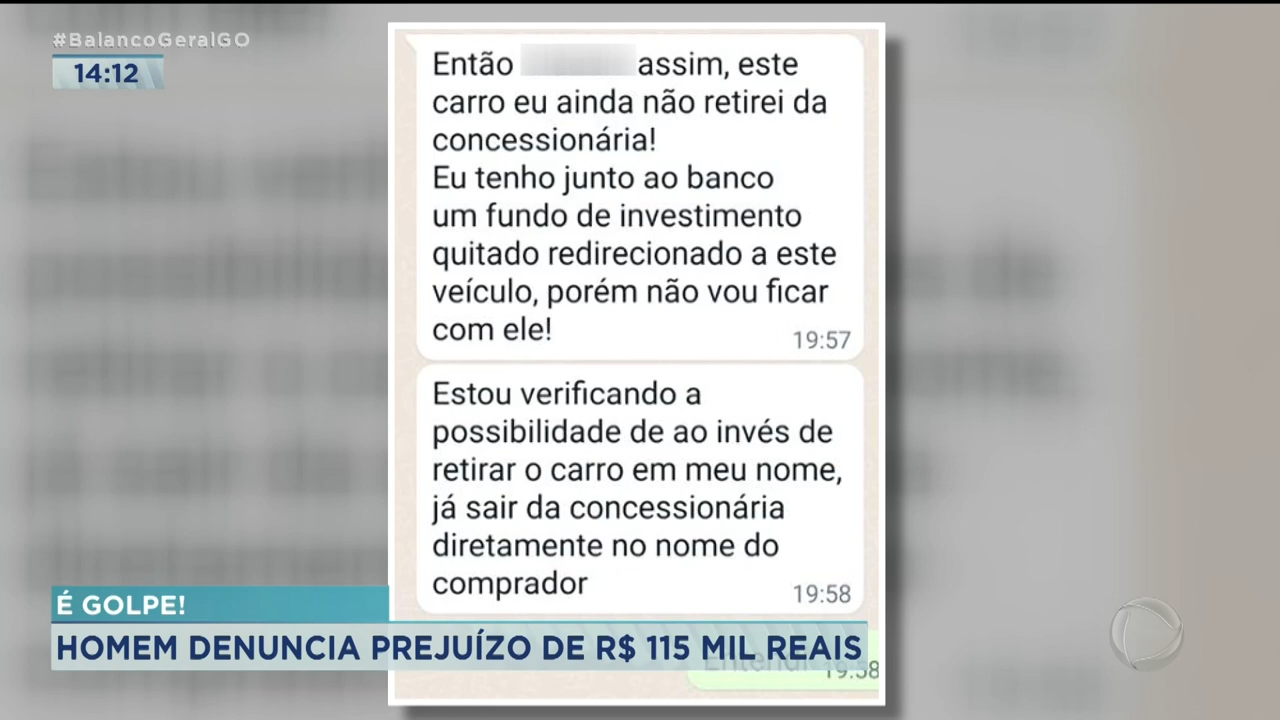 #BalancoGeralGO
14:12
Então assim, este
carro eu ainda não retirei da
concessionária!
Eu tenho junto ao banco
um fundo de investimento
quitado redirecionado a este
veículo, porém não vou ficar
com ele!
19:57
Estou verificando a
possibilidade de ao invés de
retirar o carro em meu nome,
já sair da concessionária
diretamente no nome do
comprador
19:58
Entendi
19:58
É GOLPE!
HOMEM DENUNCIA PREJUÍZO DE R$ 115 MIL REAIS